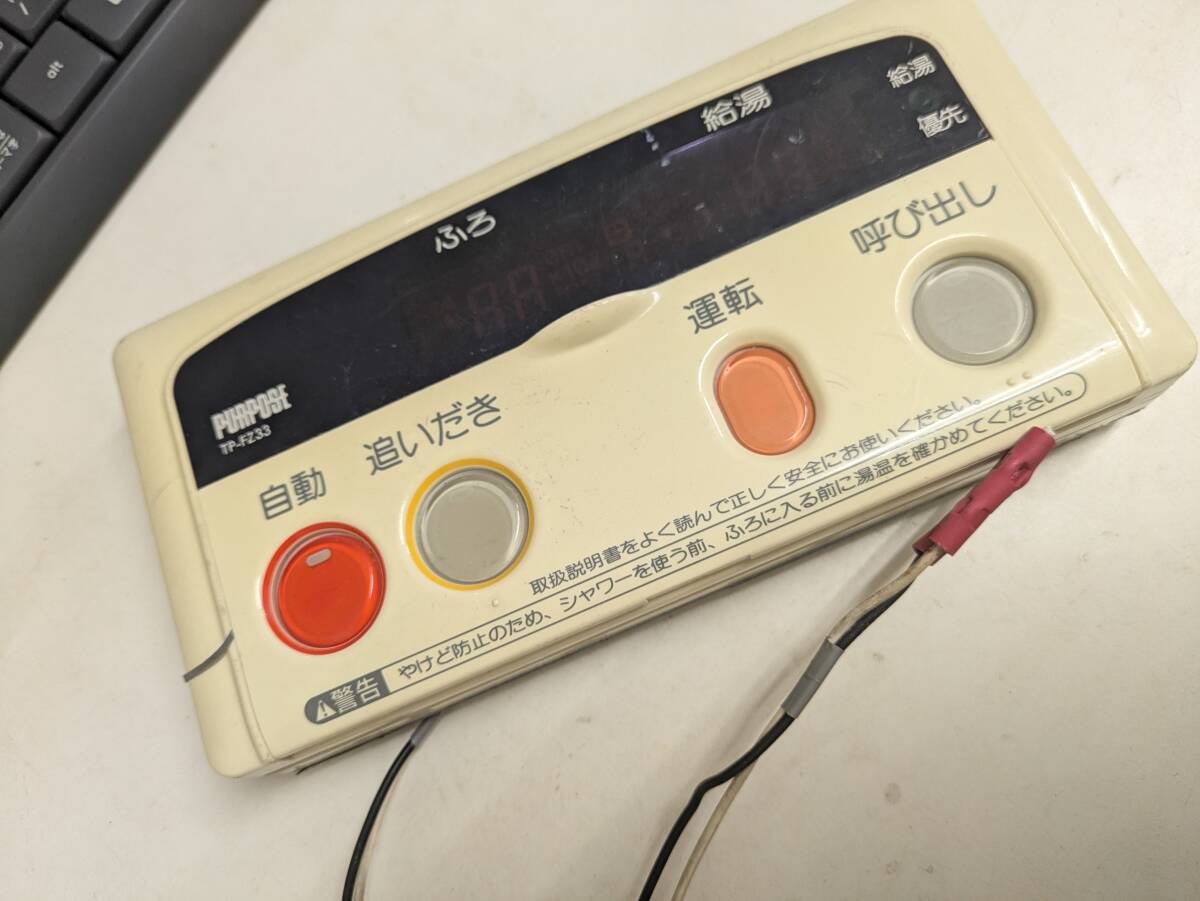 alt
給湯
給湯
優先
ふろ
PURPOSE
TP-FZ33
自動
追いだき
運転
呼び出し
取扱説明書をよく読んで正しく安全にお使いください。
警告 やけど防止のため、シャワーを使う前、ふろに入る前に湯温を確かめてください。